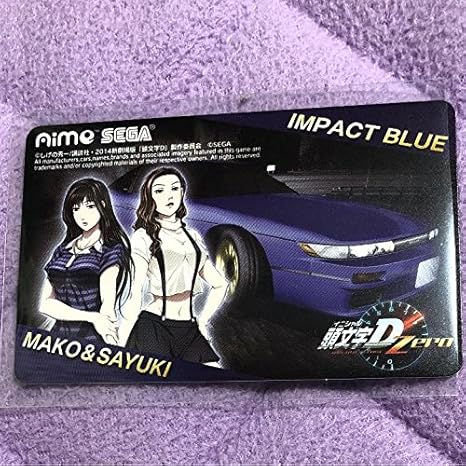 Aime SEGA
IMPACT BLUE
©しげの秀一/講談社・2014新劇場版「頭文字D」製作委員会 ©SEGA
All manufacturers, cars, names, brands and associated imagery featured in this game are
trademarks and/or copyrighted materials of their respective owners. All rights reserved.
MAKO&SAYUKI
イニシャル
頭文字D Zero